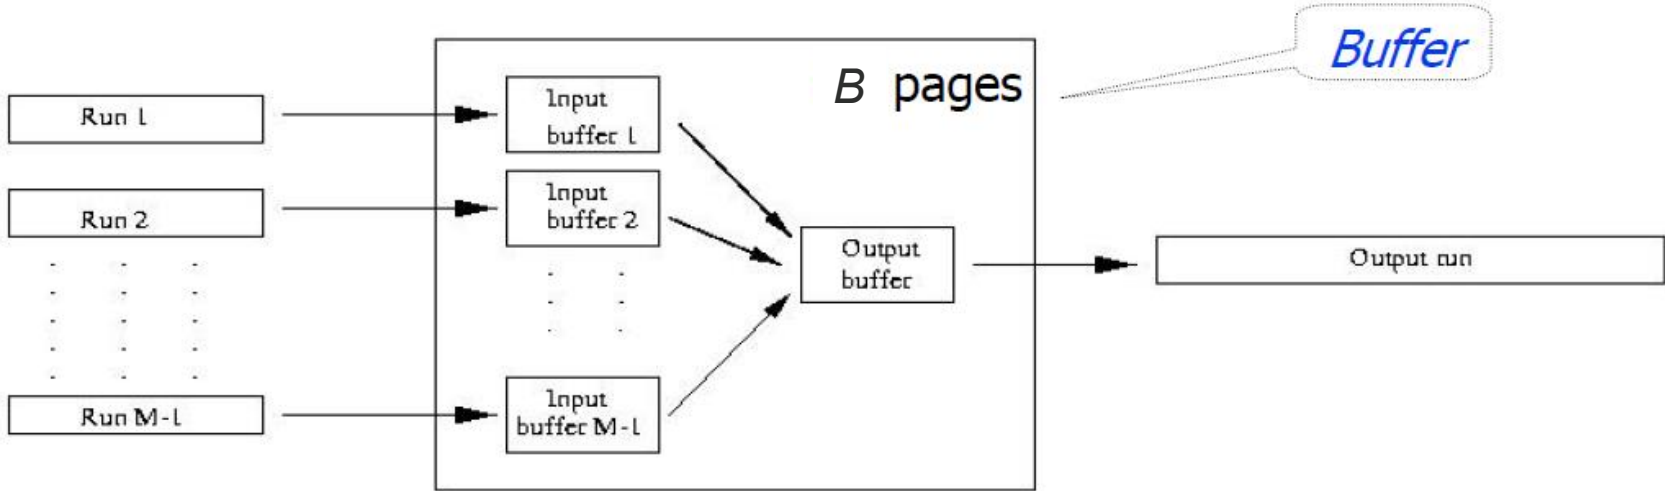 Buffer
B pages
Run 1
Input
buffer 1
Run 2
Input
buffer 2
Output
buffer
Output run
Run M-1
Input
buffer M-1